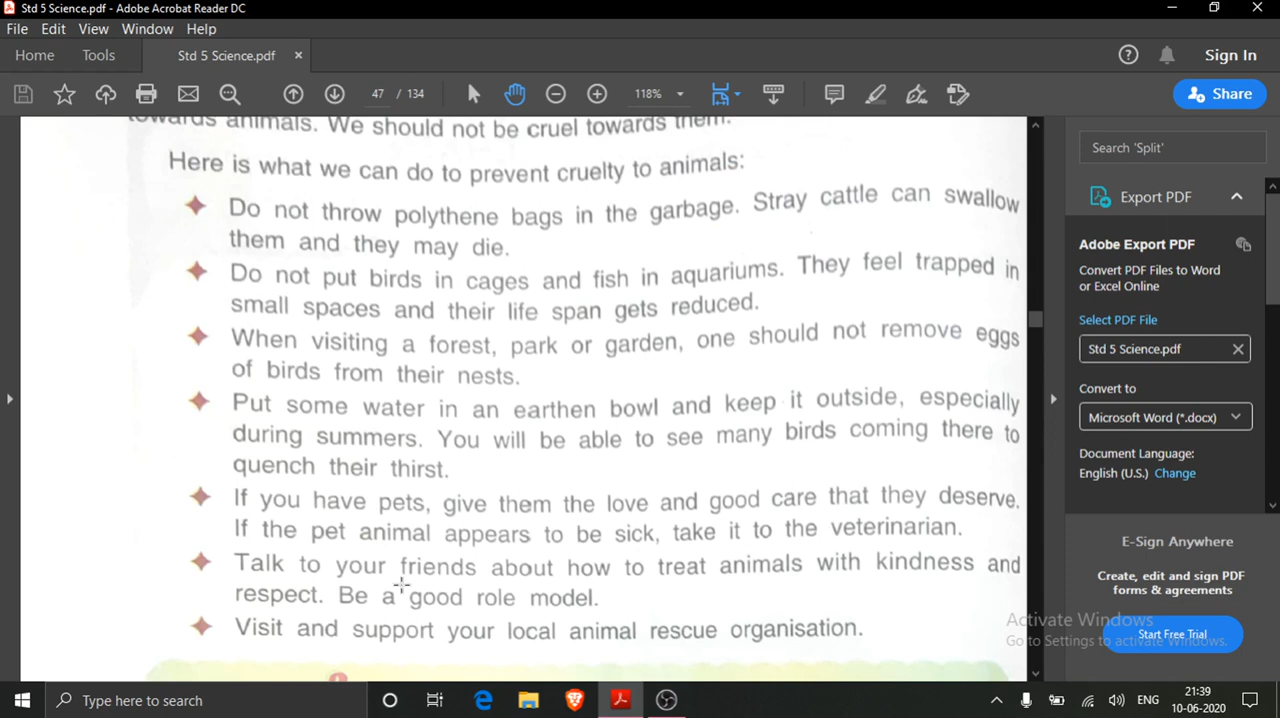 Std 5 Science.pdf - Adobe Acrobat Reader DC
File Edit View Window Help
Home Tools Std 5 Science.pdf × Sign In
47 / 134 118% Share
towards animals. We should not be cruel towards them.
Here is what we can do to prevent cruelty to animals:
Do not throw polythene bags in the garbage. Stray cattle can swallow
them and they may die.
Do not put birds in cages and fish in aquariums. They feel trapped in
small spaces and their life span gets reduced.
When visiting a forest, park or garden, one should not remove eggs
of birds from their nests.
Put some water in an earthen bowl and keep it outside, especially
during summers. You will be able to see many birds coming there to
quench their thirst.
If you have pets, give them the love and good care that they deserve.
If the pet animal appears to be sick, take it to the veterinarian.
Talk to your friends about how to treat animals with kindness and
respect. Be a good role model.
Visit and support your local animal rescue organisation.
Search 'Split'
Export PDF
Adobe Export PDF
Convert PDF Files to Word
or Excel Online
Select PDF File
Std 5 Science.pdf
Convert to
Microsoft Word (*.docx)
Document Language:
English (U.S.) Change
E-Sign Anywhere
Create, edit and sign PDF
forms & agreements
Start Free Trial
Activate Windows
Go to Settings to activate Windows.
Type here to search
ENG
21:39
10-06-2020